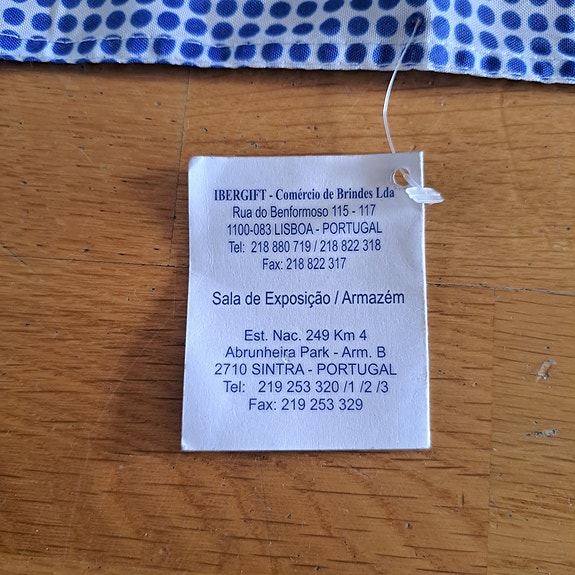 IBERGIFT - Comércio de Brindes Lda
Rua do Benformoso 115 - 117
1100-083 LISBOA - PORTUGAL
Tel: 218 880 719 / 218 822 318
Fax: 218 822 317
Sala de Exposição / Armazém
Est. Nac. 249 Km 4
Abrunheira Park - Arm. B
2710 SINTRA - PORTUGAL
Tel: 219 253 320 /1 /2 /3
Fax: 219 253 329